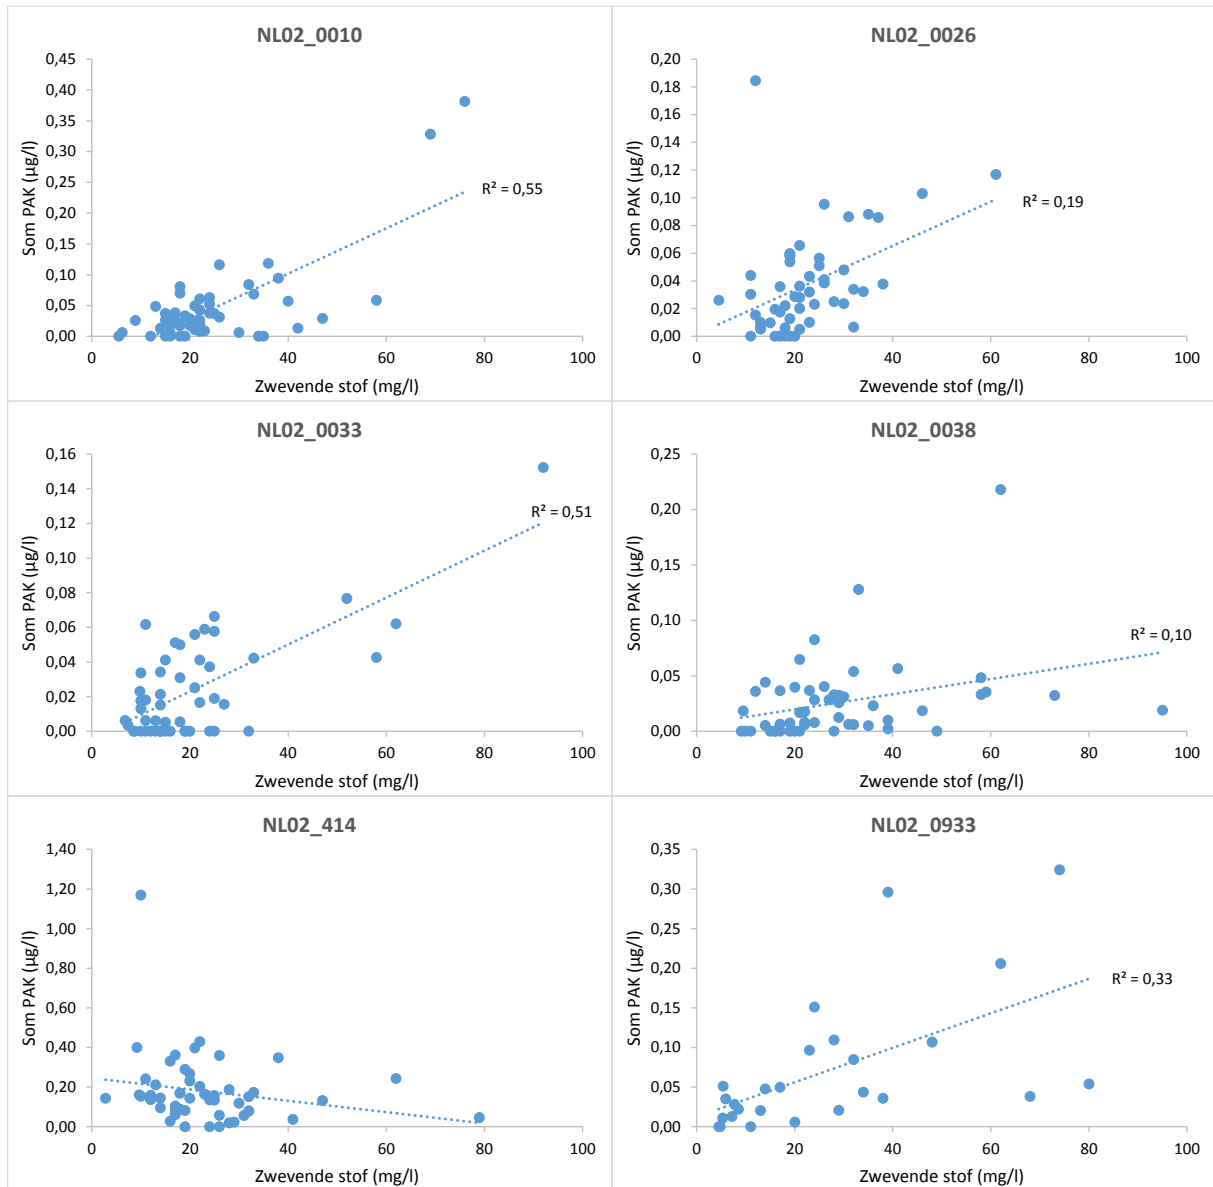 NL02_0010
0,45
0,40
0,35
0,30
0,25
0,20
0,15
0,10
0,05
0,00
Som PAK (µg/l)
R² = 0,55
0 20 40 60 80 100
Zwevende stof (mg/l)
NL02_0026
0,20
0,18
0,16
0,14
0,12
0,10
0,08
0,06
0,04
0,02
0,00
Som PAK (µg/l)
R² = 0,19
0 20 40 60 80 100
Zwevende stof (mg/l)
NL02_0033
0,16
0,14
0,12
0,10
0,08
0,06
0,04
0,02
0,00
Som PAK (µg/l)
R² = 0,51
0 20 40 60 80 100
Zwevende stof (mg/l)
NL02_0038
0,25
0,20
0,15
0,10
0,05
0,00
Som PAK (µg/l)
R² = 0,10
0 20 40 60 80 100
Zwevende stof (mg/l)
NL02_414
1,40
1,20
1,00
0,80
0,60
0,40
0,20
0,00
Som PAK (µg/l)
0 20 40 60 80 100
Zwevende stof (mg/l)
NL02_0933
0,35
0,30
0,25
0,20
0,15
0,10
0,05
0,00
Som PAK (µg/l)
R² = 0,33
0 20 40 60 80 100
Zwevende stof (mg/l)